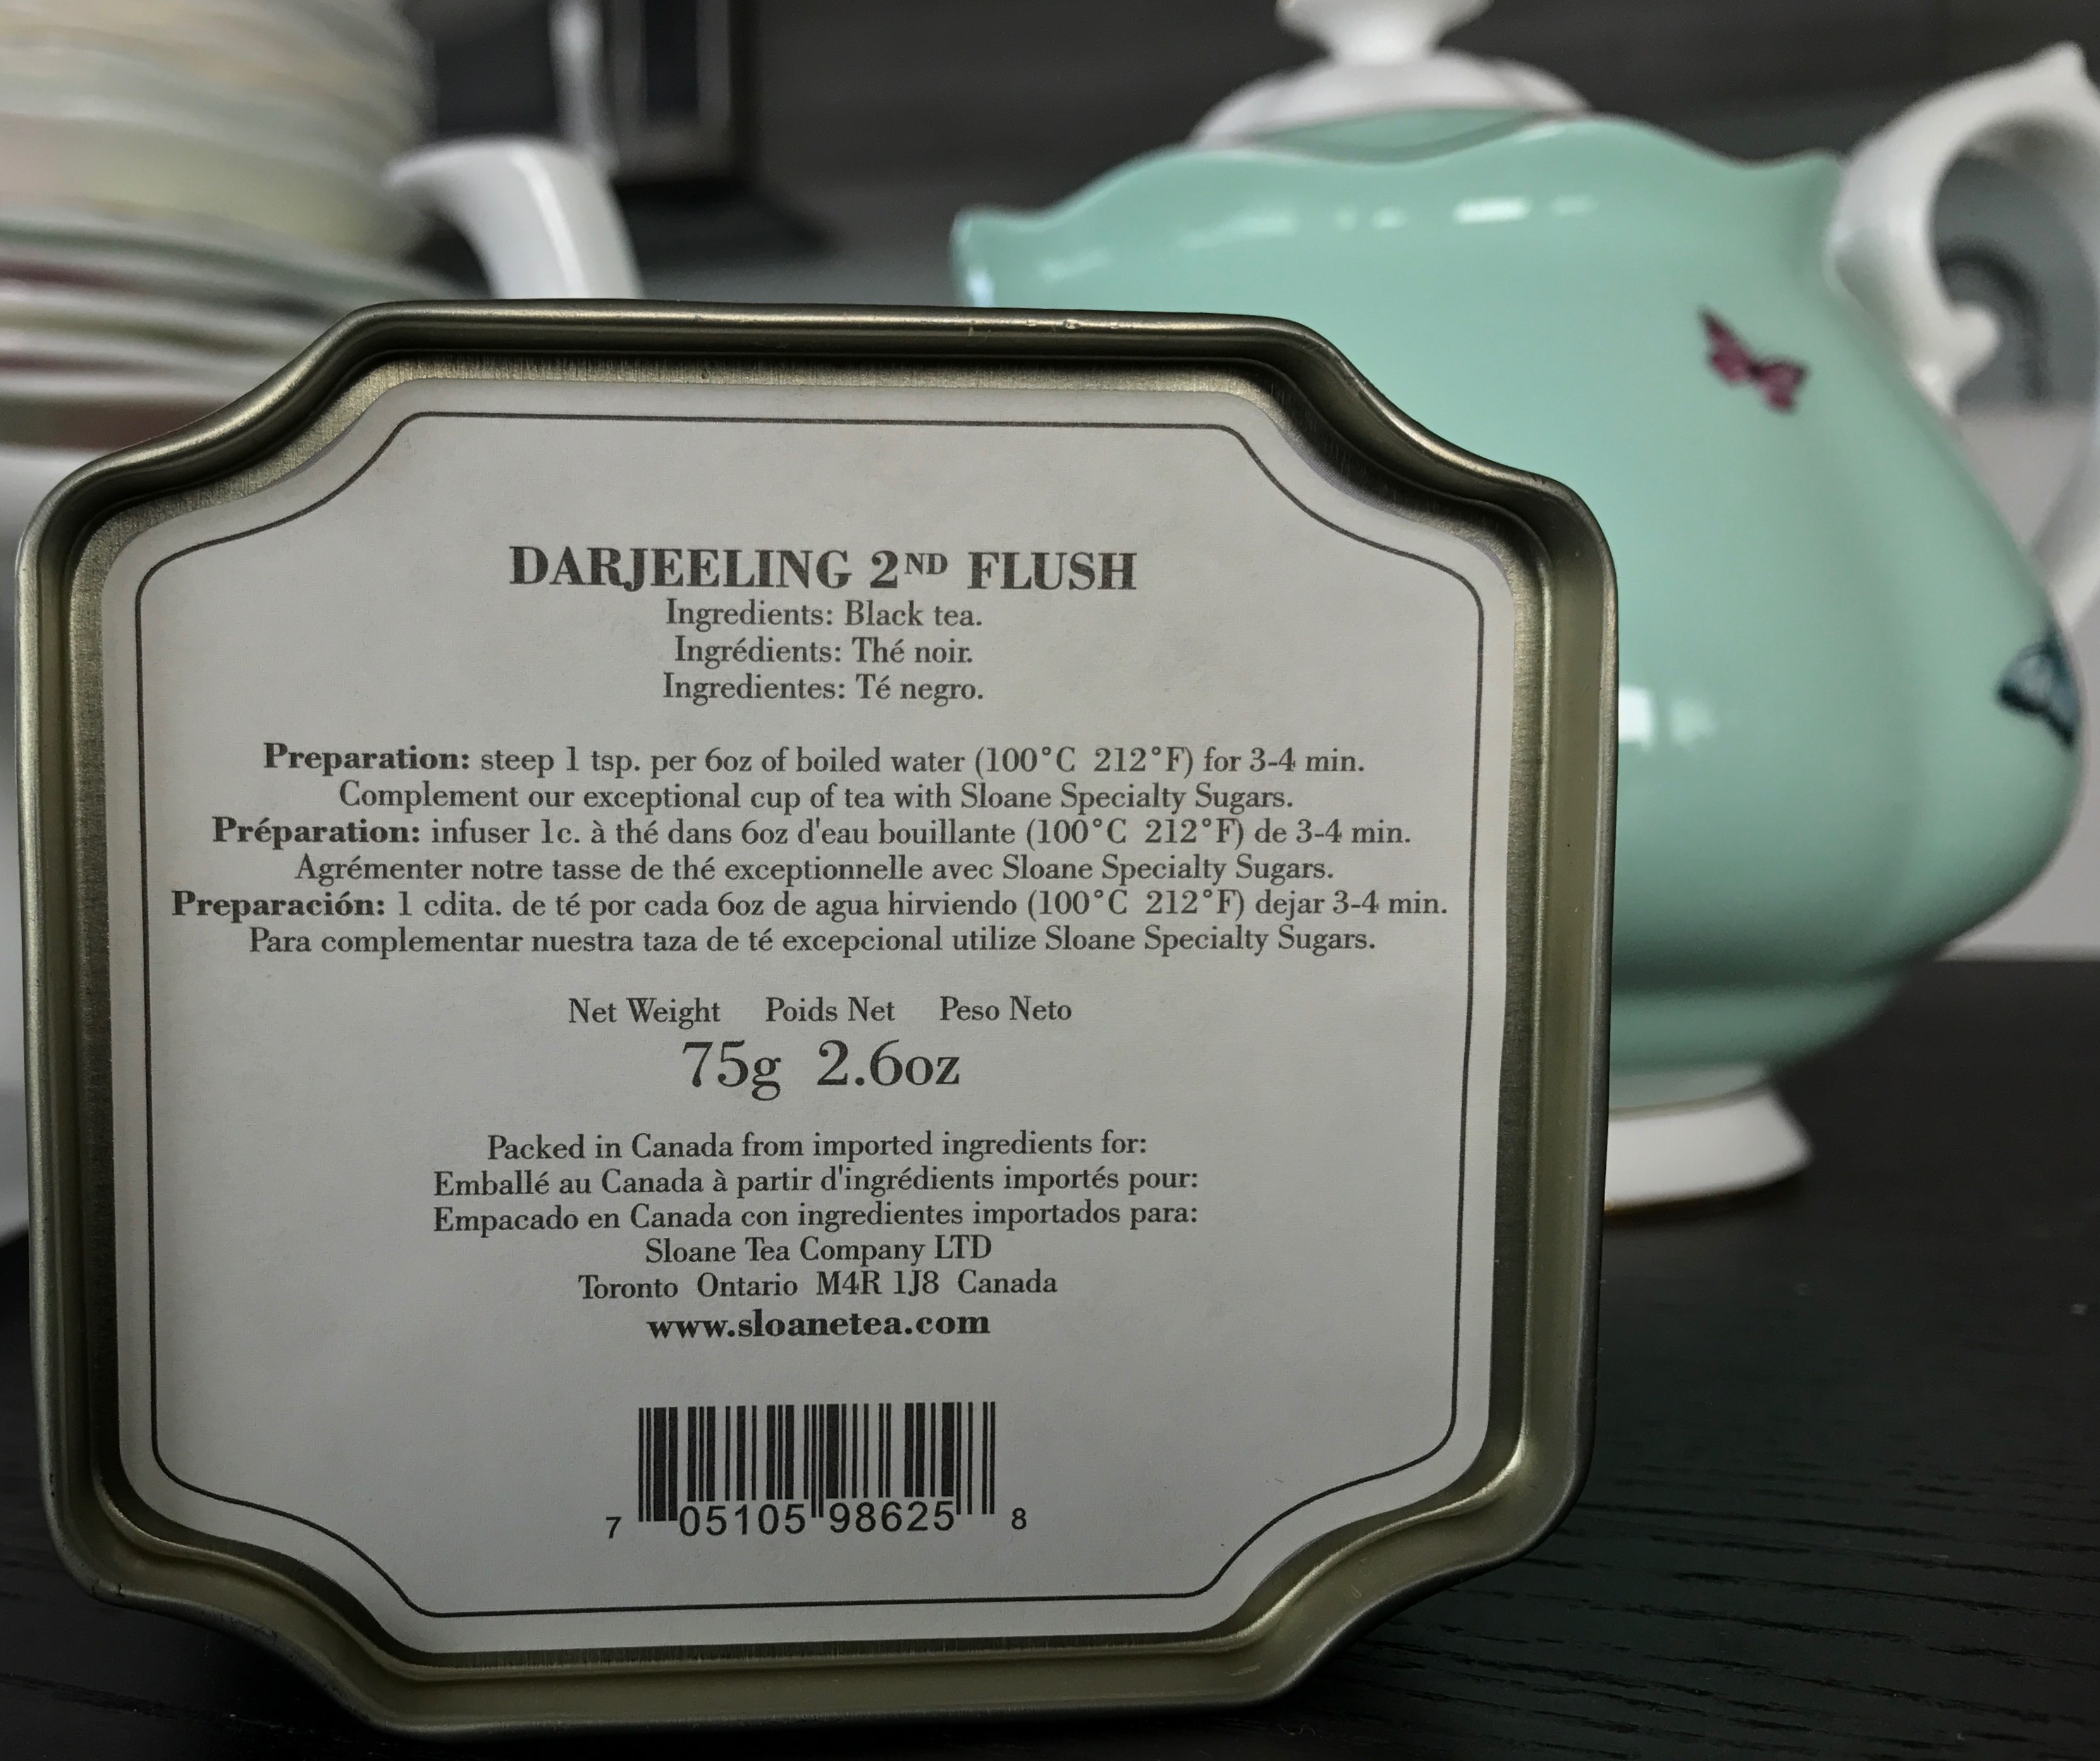 DARJEELING 2ND FLUSH
Ingredients: Black tea.
Ingrédients: Thé noir.
Ingredientes: Té negro.
Preparation: steep 1 tsp. per 6oz of boiled water (100°C 212°F) for 3-4 min.
Complement our exceptional cup of tea with Sloane Specialty Sugars.
Préparation: infuser 1c. à thé dans 6oz d'eau bouillante (100°C 212°F) de 3-4 min.
Agrémenter notre tasse de thé exceptionnelle avec Sloane Specialty Sugars.
Preparación: 1 cdita. de té por cada 6oz de agua hirviendo (100°C 212°F) dejar 3-4 min.
Para complementar nuestra taza de té excepcional utilize Sloane Specialty Sugars.
Net Weight Poids Net Peso Neto
75g 2.6oz
Packed in Canada from imported ingredients for:
Emballé au Canada à partir d'ingrédients importés pour:
Empacado en Canada con ingredientes importados para:
Sloane Tea Company LTD
Toronto Ontario M4R 1J8 Canada
www.sloanetea.com
7 05105 98625 8